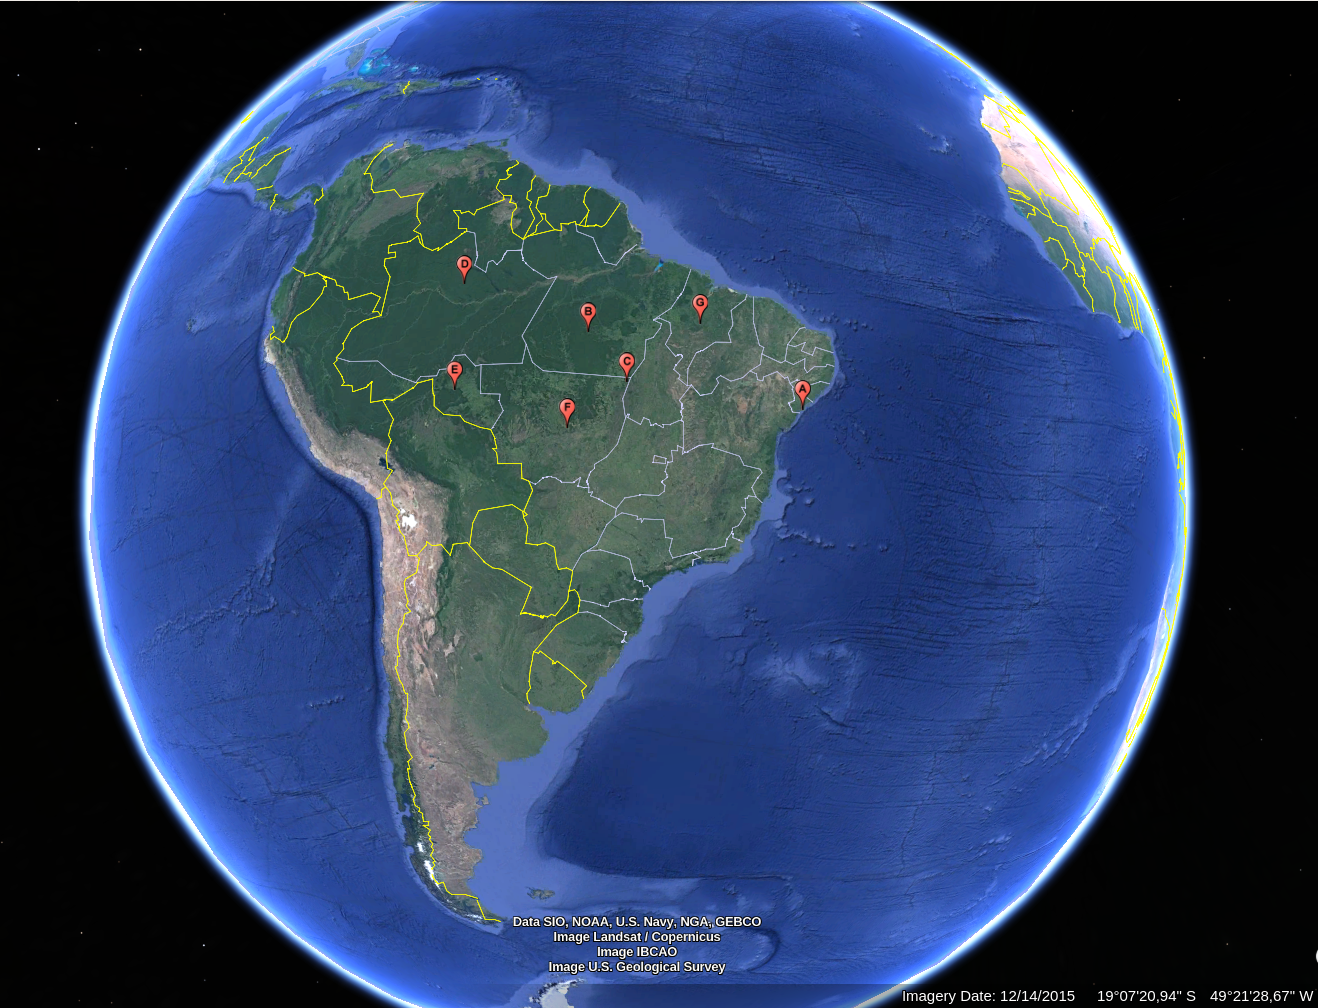 D
B
G
C
E
A
F
Data SIO, NOAA, U.S. Navy, NGA, GEBCO
Image Landsat / Copernicus
Image IBCAO
Image U.S. Geological Survey
Imagery Date: 12/14/2015 19°07'20,94" S 49°21'28,67" W